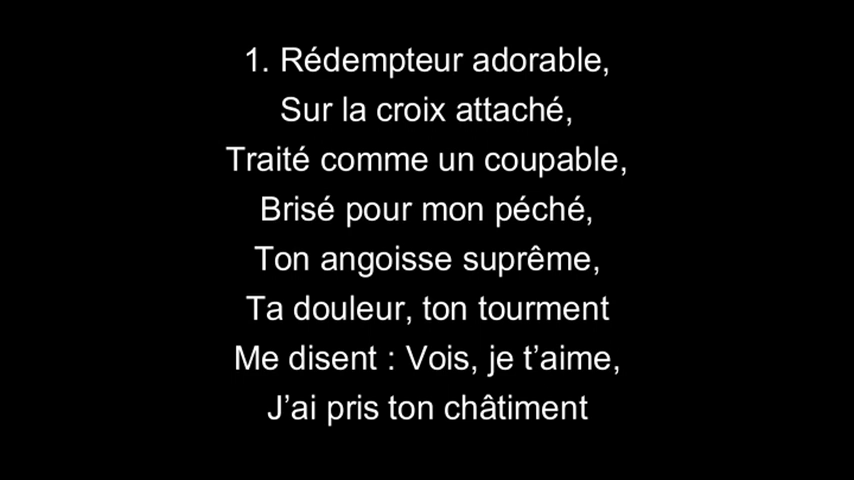 1. Rédempteur adorable,
Sur la croix attaché,
Traité comme un coupable,
Brisé pour mon péché,
Ton angoisse suprême,
Ta douleur, ton tourment
Me disent : Vois, je t’aime,
J’ai pris ton châtiment